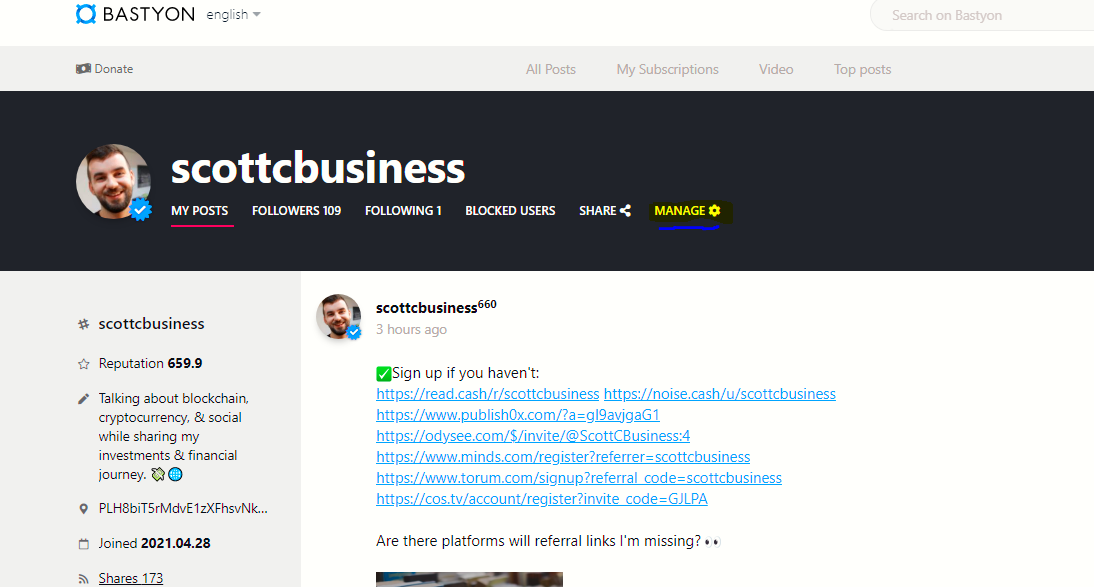 BASTYON english
Search on Bastyon
Donate
All Posts My Subscriptions Video Top posts
scottcbusiness
MY POSTS FOLLOWERS 109 FOLLOWING 1 BLOCKED USERS SHARE MANAGE
scottcbusiness
Reputation 659.9
Talking about blockchain,
cryptocurrency, & social
while sharing my
investments & financial
journey. 💸🌐
PLH8biT5rMdvE1zXFhsvNk...
Joined 2021.04.28
Shares 173
scottcbusiness660
3 hours ago
✅Sign up if you haven't:
https://read.cash/r/scottcbusiness https://noise.cash/u/scottcbusiness
https://www.publish0x.com/?a=gl9avjgaG1
https://odysee.com/$/invite/@ScottCBusiness:4
https://www.minds.com/register?referrer=scottcbusiness
https://www.torum.com/signup?referral_code=scottcbusiness
https://cos.tv/account/register?invite_code=GJLPA
Are there platforms will referral links I'm missing? 👀